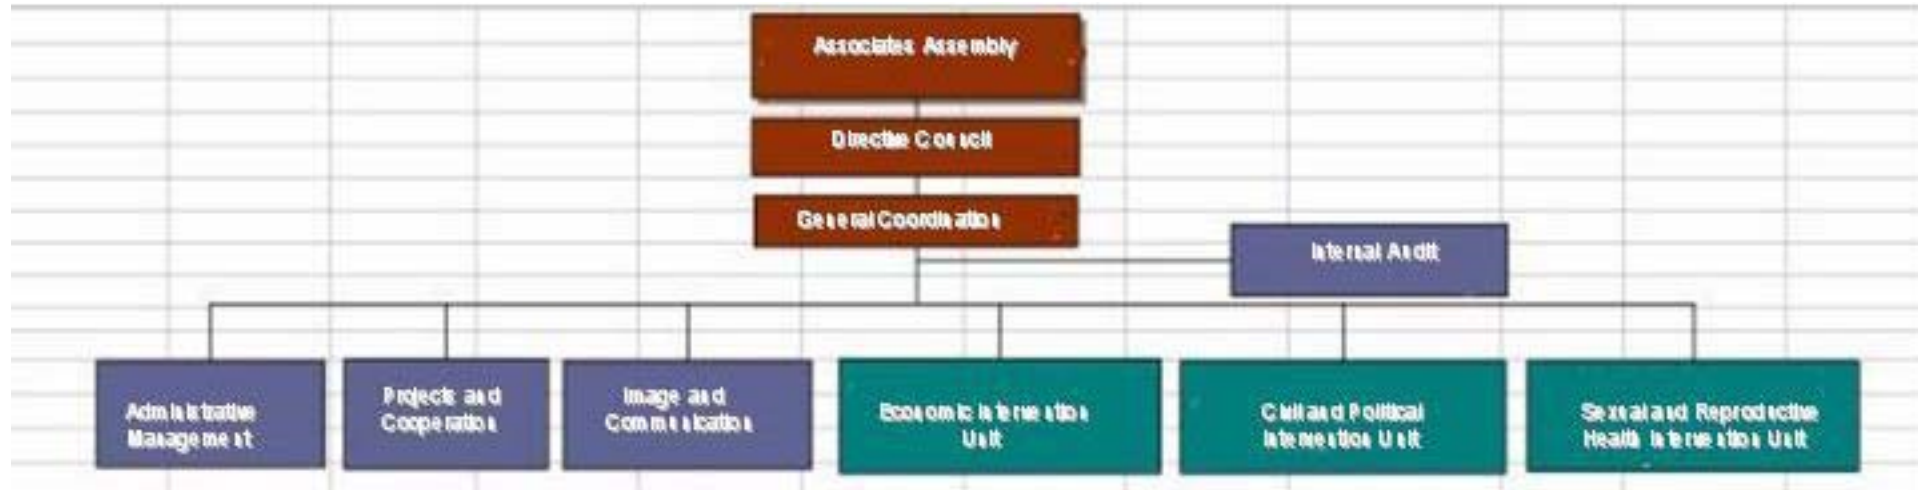 Associates Assembly
Directive Council
General Coordination
Internal Audit
Administrative
Management
Projects and
Cooperation
Image and
Communication
Economic Intervention
Unit
Civil and Political
Intervention Unit
Sexual and Reproductive
Health Intervention Unit